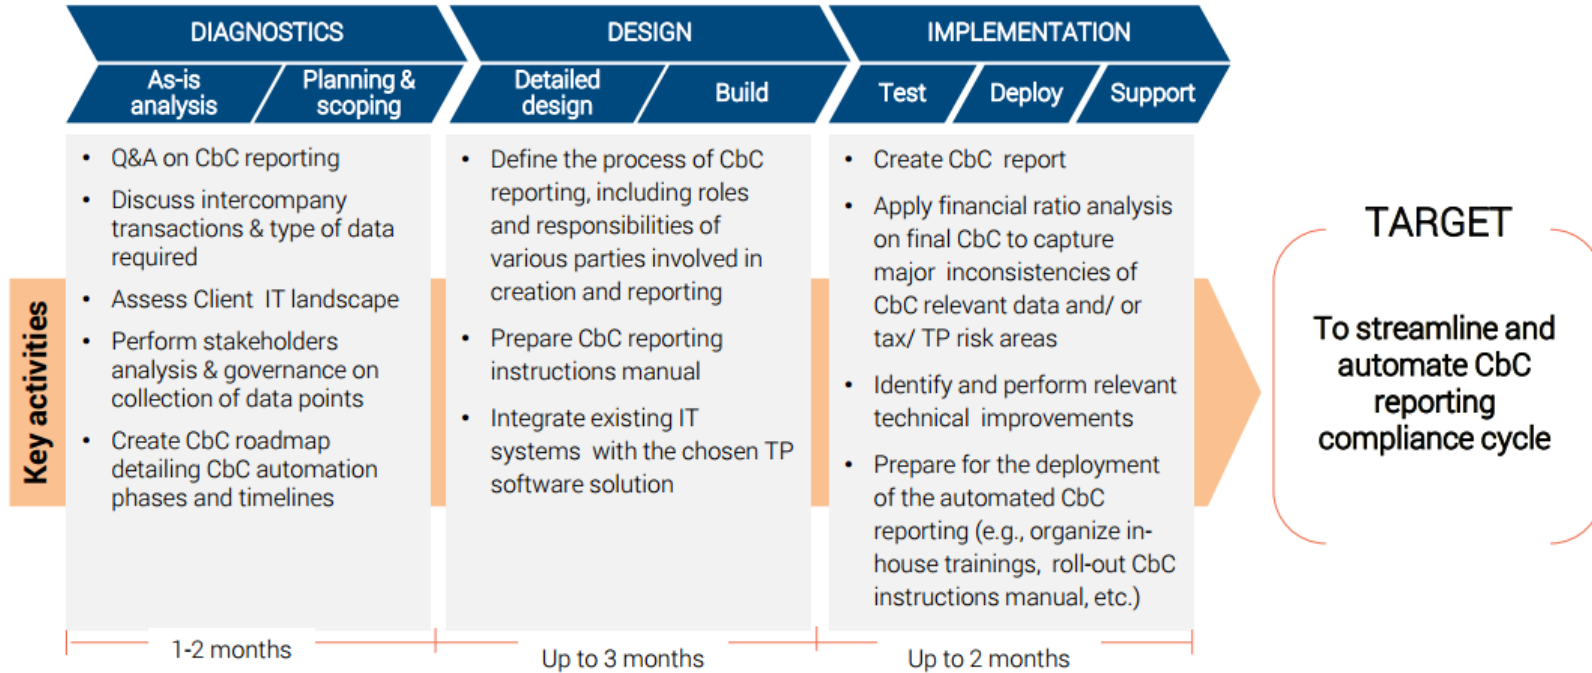 DIAGNOSTICS
DESIGN
IMPLEMENTATION
As-is
analysis
Planning &
scoping
Detailed
design
Build
Test
Deploy
Support
Key activities
• Q&A on CbC reporting
• Discuss intercompany
transactions & type of data
required
• Assess Client IT landscape
• Perform stakeholders
analysis & governance on
collection of data points
• Create CbC roadmap
detailing CbC automation
phases and timelines
• Define the process of CbC
reporting, including roles
and responsibilities of
various parties involved in
creation and reporting
• Prepare CbC reporting
instructions manual
• Integrate existing IT
systems with the chosen TP
software solution
• Create CbC report
• Apply financial ratio analysis
on final CbC to capture
major inconsistencies of
CbC relevant data and/ or
tax/ TP risk areas
• Identify and perform relevant
technical improvements
• Prepare for the deployment
of the automated CbC
reporting (e.g., organize in-
house trainings, roll-out CbC
instructions manual, etc.)
TARGET
To streamline and
automate CbC
reporting
compliance cycle
1-2 months
Up to 3 months
Up to 2 months